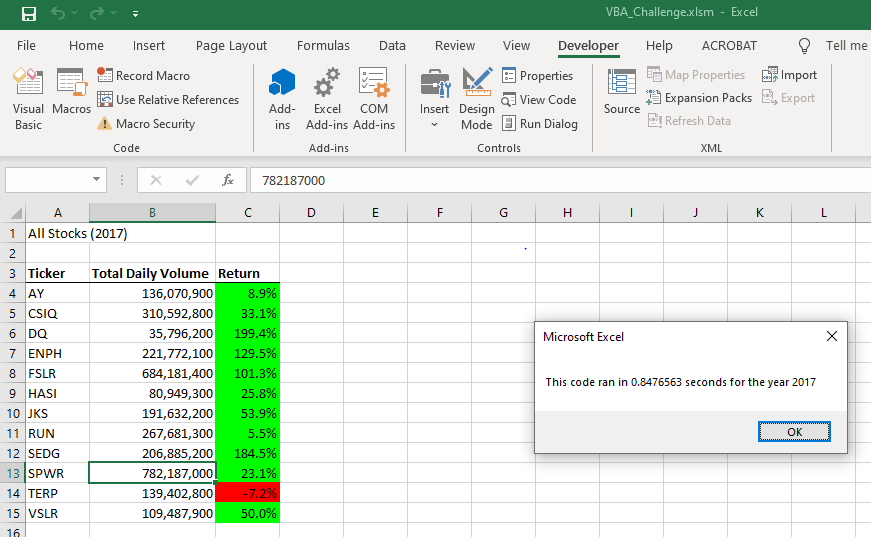 VBA_Challenge.xlsm - Excel
File Home Insert Page Layout Formulas Data Review View Developer Help ACROBAT Tell me
Visual Basic
Macros
Record Macro
Use Relative References
Macro Security
Code
Add-ins
Excel Add-ins
COM Add-ins
Add-ins
Insert
Design Mode
Properties
View Code
Run Dialog
Controls
Source
Map Properties
Expansion Packs
Refresh Data
Import
Export
XML
fx 782187000
A B C D E F G H I J K L
1 All Stocks (2017)
2
3 Ticker Total Daily Volume Return
4 AY 136,070,900 8.9%
5 CSIQ 310,592,800 33.1%
6 DQ 35,796,200 199.4%
7 ENPH 221,772,100 129.5%
8 FSLR 684,181,400 101.3%
9 HASI 80,949,300 25.8%
10 JKS 191,632,200 53.9%
11 RUN 267,681,300 5.5%
12 SEDG 206,885,200 184.5%
13 SPWR 782,187,000 23.1%
14 TERP 139,402,800 -7.2%
15 VSLR 109,487,900 50.0%
16
Microsoft Excel
This code ran in 0.8476563 seconds for the year 2017
OK